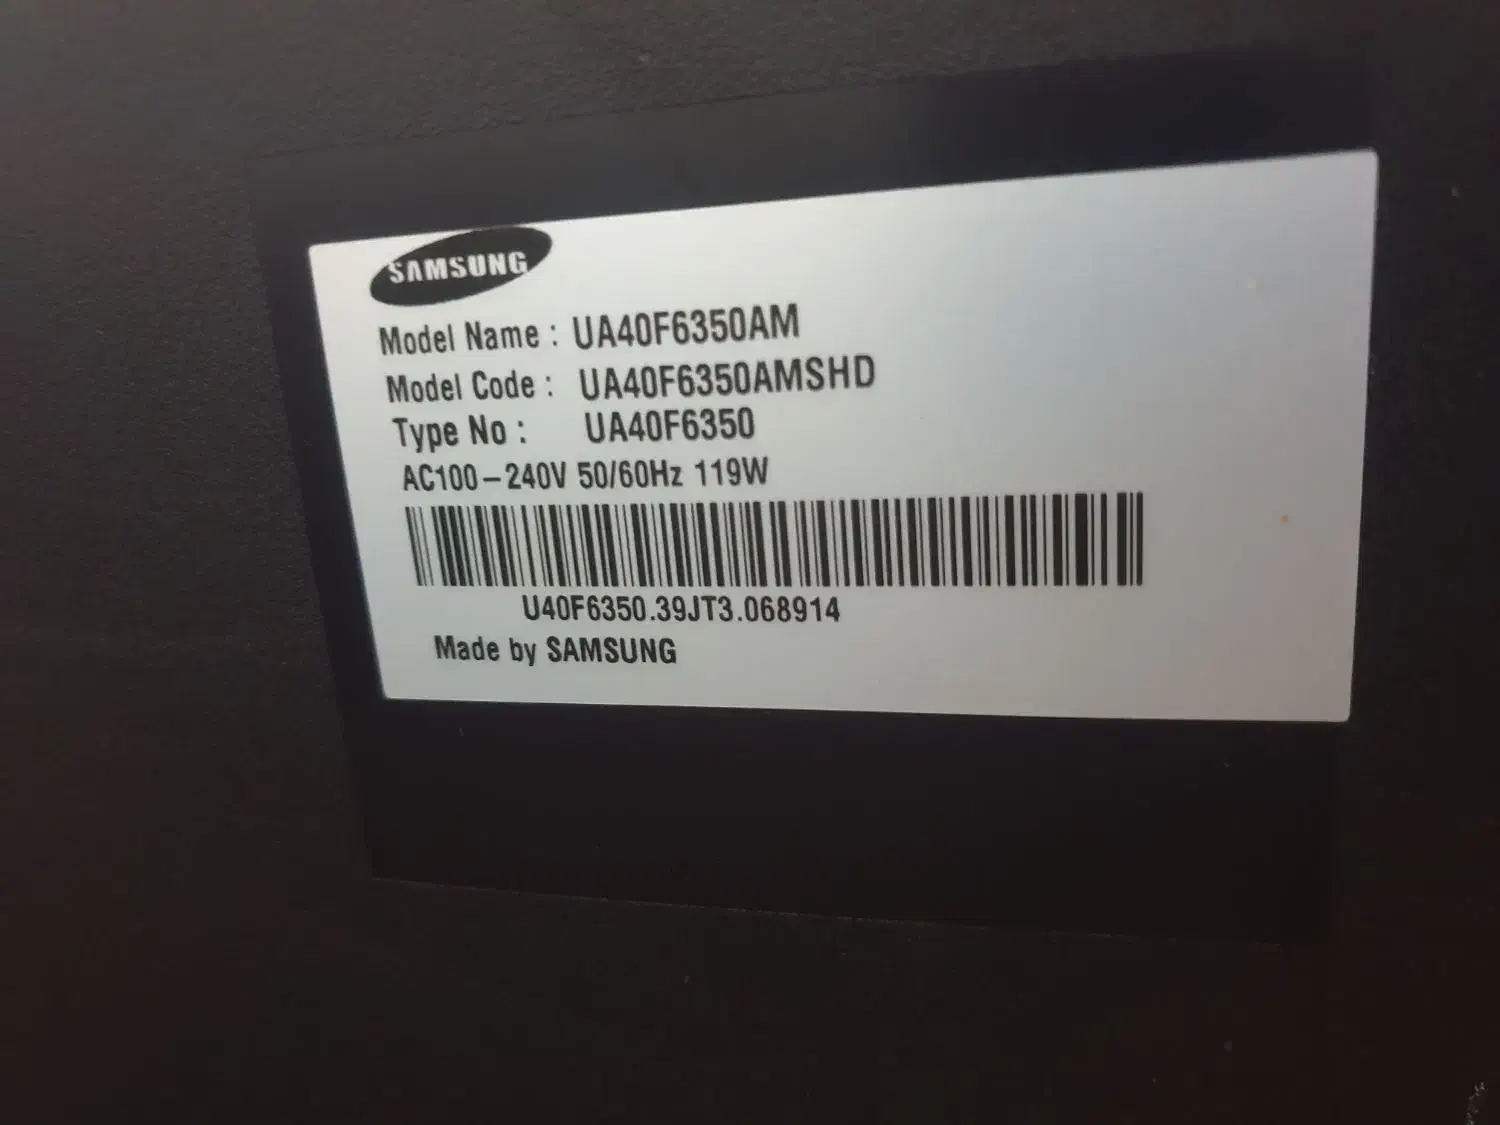 SAMSUNG
Model Name : UA40F6350AM
Model Code : UA40F6350AMSHD
Type No : UA40F6350
AC100-240V 50/60Hz 119W
U40F6350.39JT3.068914
Made by SAMSUNG